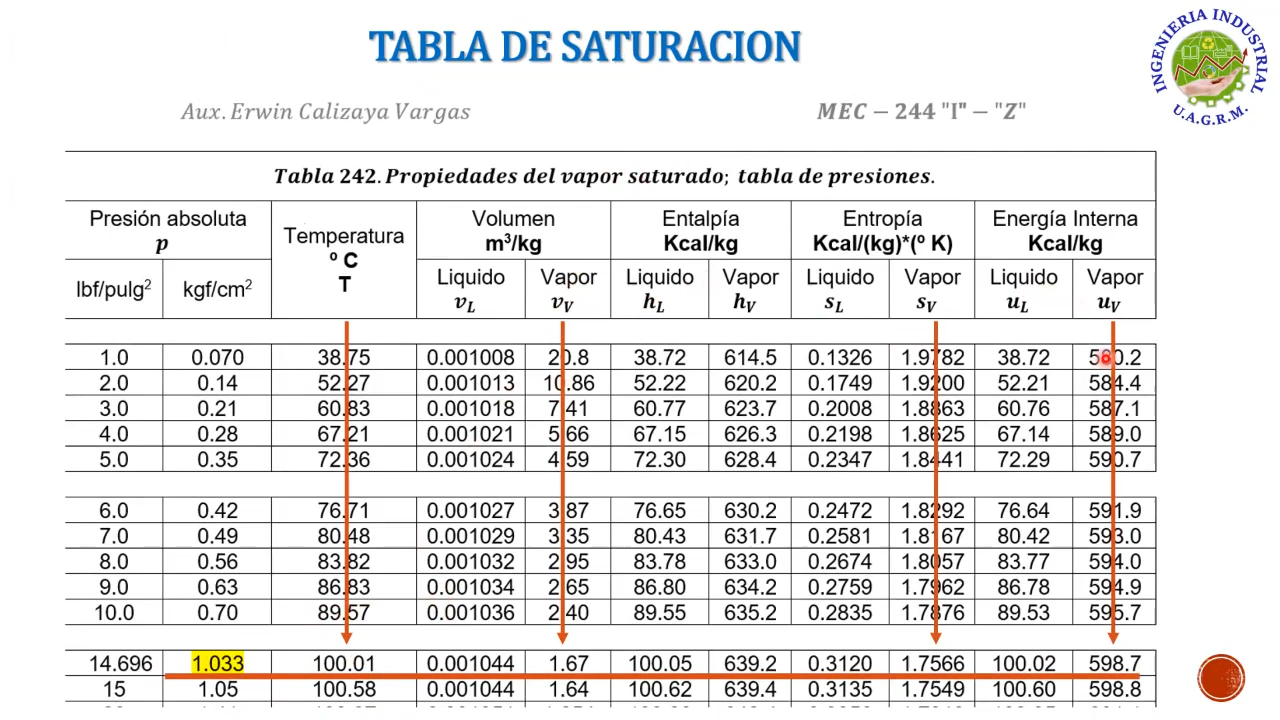 TABLA DE SATURACION
INGENIERIA INDUSTRIAL
U.A.G.R.M.
Aux. Erwin Calizaya Vargas MEC − 244 "I" − "Z"
Tabla 242. Propiedades del vapor saturado; tabla de presiones.
Presión absoluta p Temperatura º C T Volumen m³/kg Entalpía Kcal/kg Entropía Kcal/(kg)*(º K) Energía Interna Kcal/kg
lbf/pulg² kgf/cm² Liquido v_L Vapor v_V Liquido h_L Vapor h_V Liquido s_L Vapor s_V Liquido u_L Vapor u_V
1.0 0.070 38.75 0.001008 20.8 38.72 614.5 0.1326 1.9782 38.72
2.0 0.14 52.27 0.001013 10.86 52.22 620.2 0.1749 1.9200 52.21 584.4
3.0 0.21 60.83 0.001018 7.41 60.77 623.7 0.2008 1.8863 60.76 587.1
4.0 0.28 67.21 0.001021 5.66 67.15 626.3 0.2198 1.8625 67.14 589.0
5.0 0.35 72.36 0.001024 4.59 72.30 628.4 0.2347 1.8441 72.29 590.7
6.0 0.42 76.71 0.001027 3.87 76.65 630.2 0.2472 1.8292 76.64 591.9
7.0 0.49 80.48 0.001029 3.35 80.43 631.7 0.2581 1.8167 80.42 593.0
8.0 0.56 83.82 0.001032 2.95 83.78 633.0 0.2674 1.8057 83.77 594.0
9.0 0.63 86.83 0.001034 2.65 86.80 634.2 0.2759 1.7962 86.78 594.9
10.0 0.70 89.57 0.001036 2.40 89.55 635.2 0.2835 1.7876 89.53 595.7
14.696 1.033 100.01 0.001044 1.67 100.05 639.2 0.3120 1.7566 100.02 598.7
15 1.05 100.58 0.001044 1.64 100.62 639.4 0.3135 1.7549 100.60 598.8